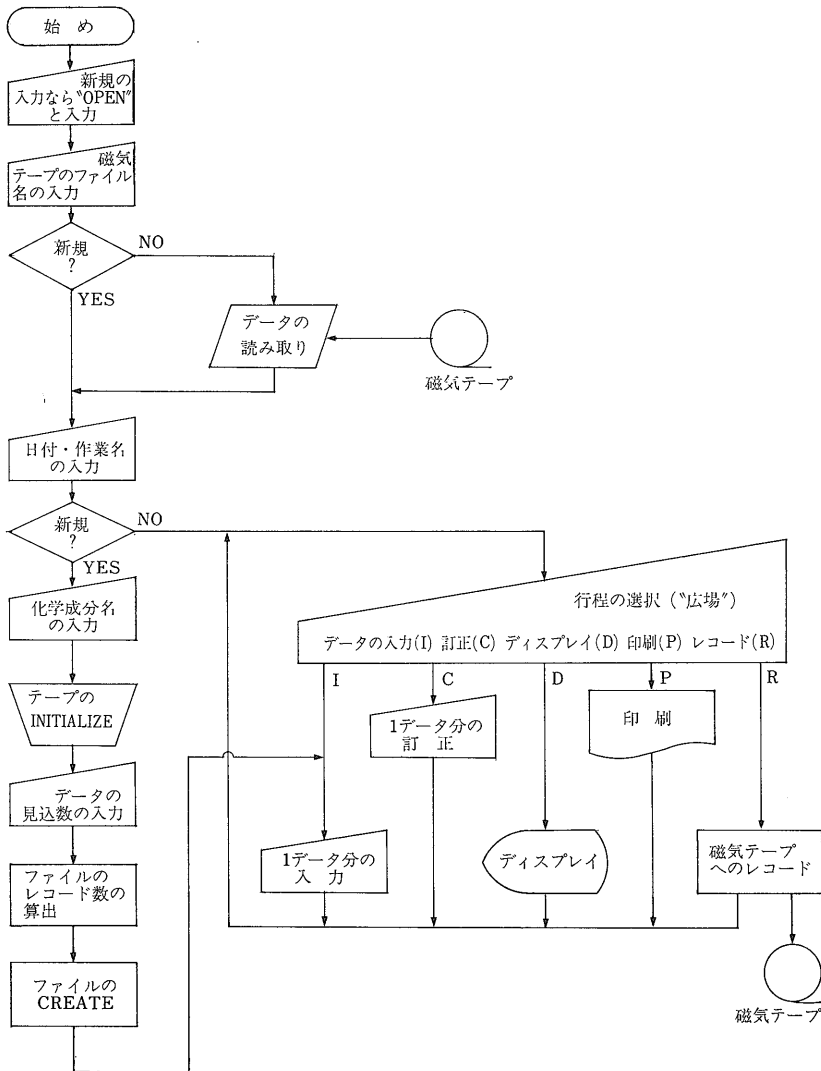 始め
新規の
入力なら“OPEN”
と入力
磁気
テープのファイル
名の入力
新規
?
NO
YES
データの
読み取り
磁気テープ
日付・作業名
の入力
新規
?
NO
YES
化学成分名
の入力
行程の選択(“広場”)
データの入力(I) 訂正(C) ディスプレイ(D) 印刷(P) レコード(R)
I
C
D
P
R
テープの
INITIALIZE
1データ分の
訂正
印刷
データの
見込数の入力
1データ分の
入力
ディスプレイ
磁気テープ
へのレコード
ファイルの
レコード数の
算出
ファイルの
CREATE
磁気テープ